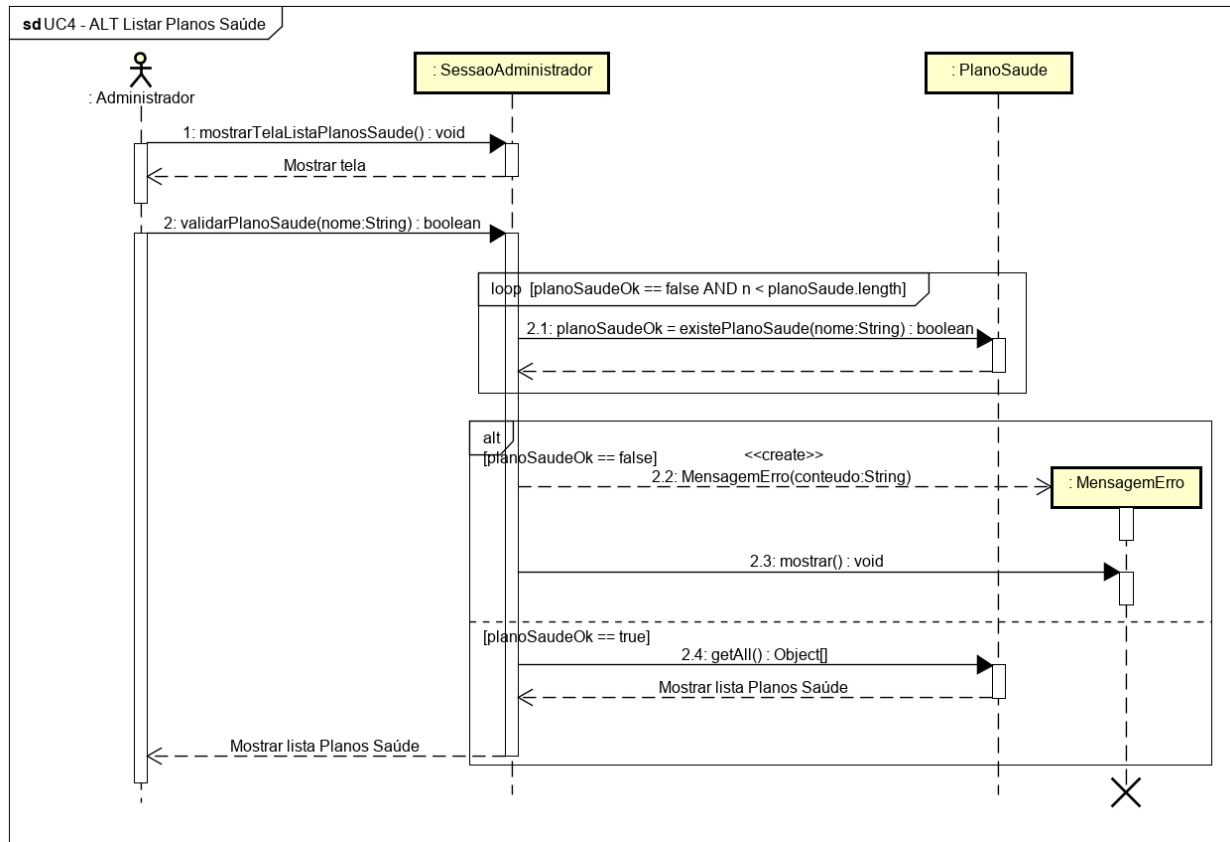 sd UC4 - ALT Listar Planos Saúde
: Administrador
: SessaoAdministrador
: PlanoSaude
1: mostrarTelaListaPlanosSaude() : void
Mostrar tela
2: validarPlanoSaude(nome:String) : boolean
loop [planoSaudeOk == false AND n < planoSaude.length]
2.1: planoSaudeOk = existePlanoSaude(nome:String) : boolean
alt
[planoSaudeOk == false]
<<create>>
2.2: MensagemErro(conteudo:String)
: MensagemErro
2.3: mostrar() : void
[planoSaudeOk == true]
2.4: getAll() : Object[]
Mostrar lista Planos Saúde
Mostrar lista Planos Saúde